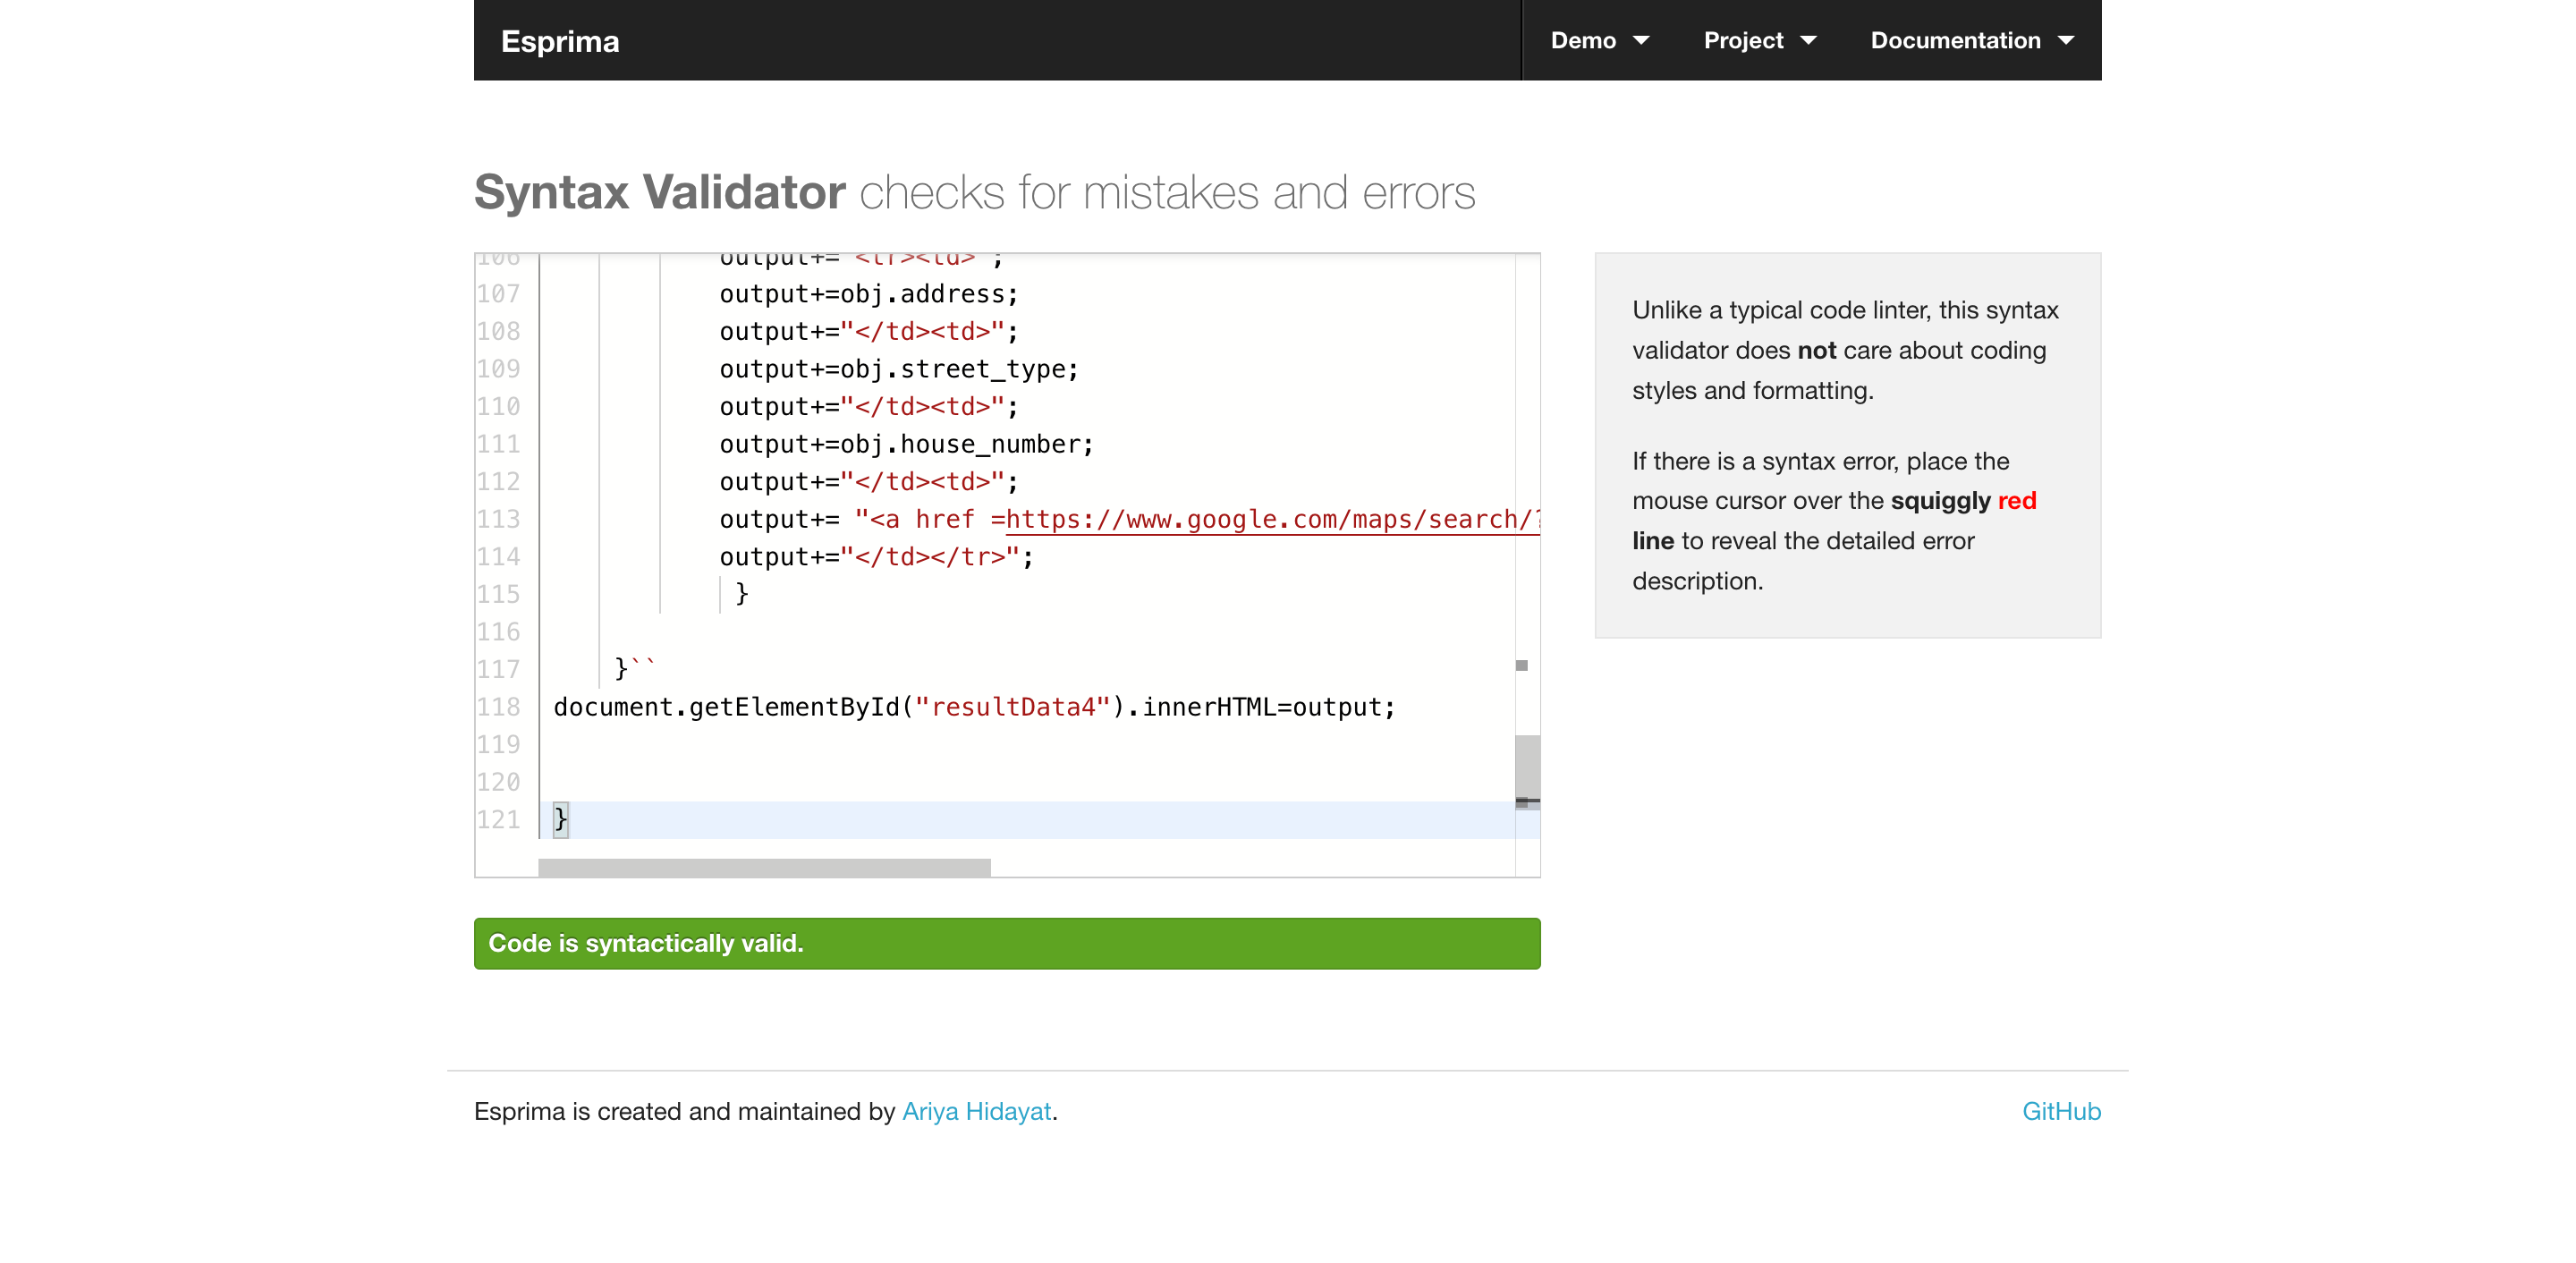 Esprima
Demo Project Documentation
Syntax Validator checks for mistakes and errors
106 output+="<tr><td>";
107 output+=obj.address;
108 output+="</td><td>";
109 output+=obj.street_type;
110 output+="</td><td>";
111 output+=obj.house_number;
112 output+="</td><td>";
113 output+= "<a href =https://www.google.com/maps/search/?
114 output+="</td></tr>";
115 }
116
117 }``
118 document.getElementById("resultData4").innerHTML=output;
119
120
121 }
Code is syntactically valid.
Unlike a typical code linter, this syntax
validator does not care about coding
styles and formatting.
If there is a syntax error, place the
mouse cursor over the squiggly red
line to reveal the detailed error
description.
Esprima is created and maintained by Ariya Hidayat.
GitHub